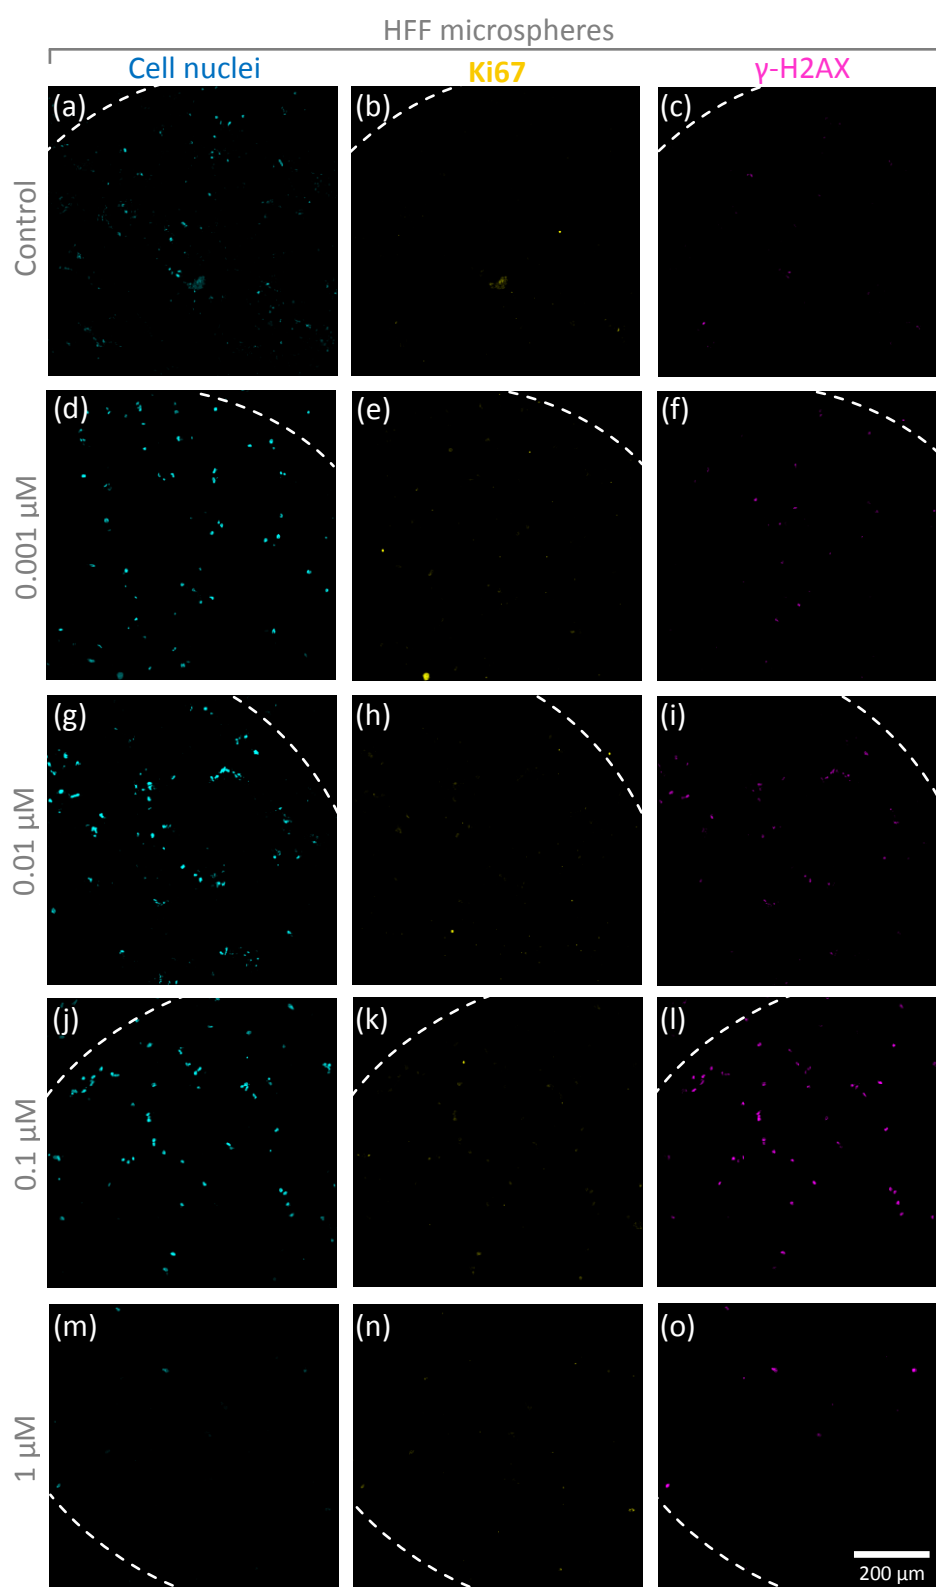 HFF microspheres
Cell nuclei Ki67 γ-H2AX
Control (a) (b) (c)
0.001 µM (d) (e) (f)
0.01 µM (g) (h) (i)
0.1 µM (j) (k) (l)
1 µM (m) (n) (o)
200 µm